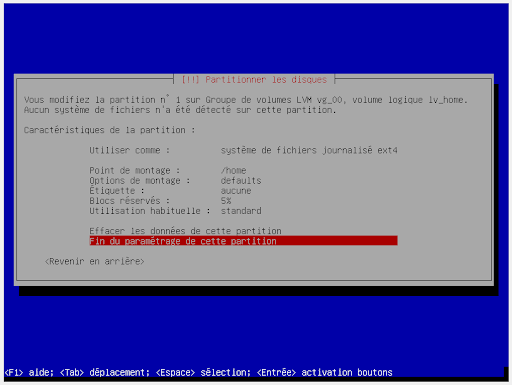 [!!] Partitionner les disques
Vous modifiez la partition n° 1 sur Groupe de volumes LVM vg_00, volume logique lv_home.
Aucun système de fichiers n'a été détecté sur cette partition.
Caractéristiques de la partition :
Utiliser comme : système de fichiers journalisé ext4
Point de montage : /home
Options de montage : defaults
Étiquette : aucune
Blocs réservés : 5%
Utilisation habituelle : standard
Effacer les données de cette partition
Fin du paramétrage de cette partition
<Revenir en arrière>
<F1> aide; <Tab> déplacement; <Espace> sélection; <Entrée> activation boutons